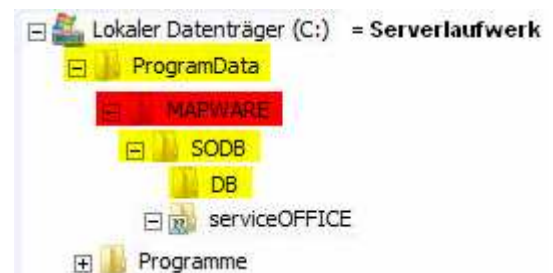 Lokaler Datenträger (C:) = Serverlaufwerk
ProgramData
MAPWARE
SODB
DB
serviceOFFICE
Programme